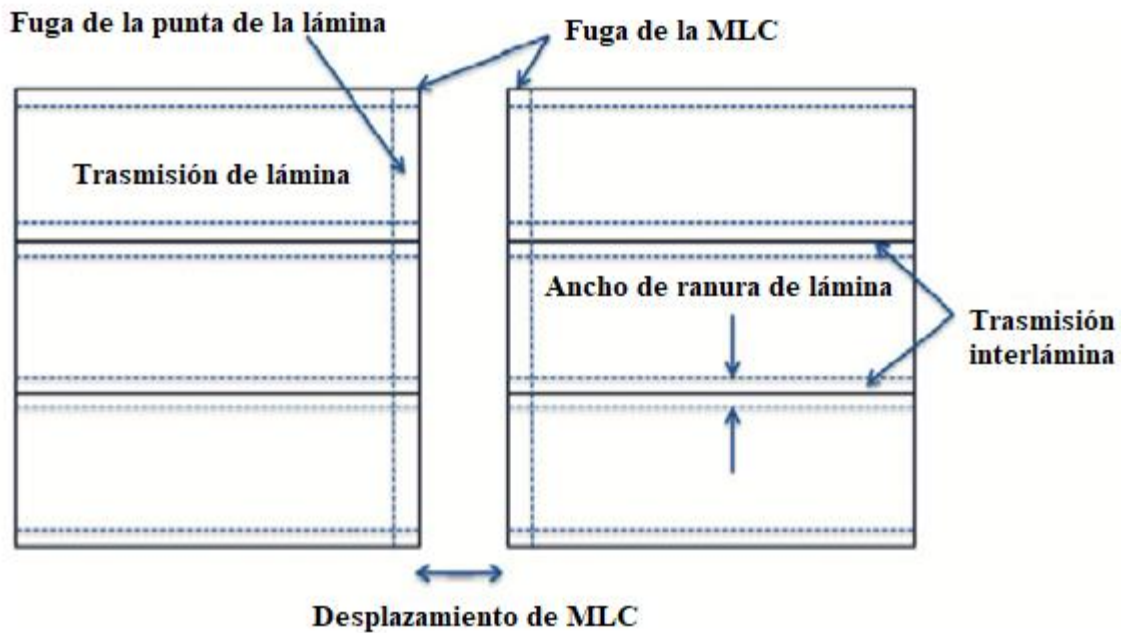 Fuga de la punta de la lámina
Fuga de la MLC
Trasmisión de lámina
Ancho de ranura de lámina
Trasmisión
interlámina
Desplazamiento de MLC